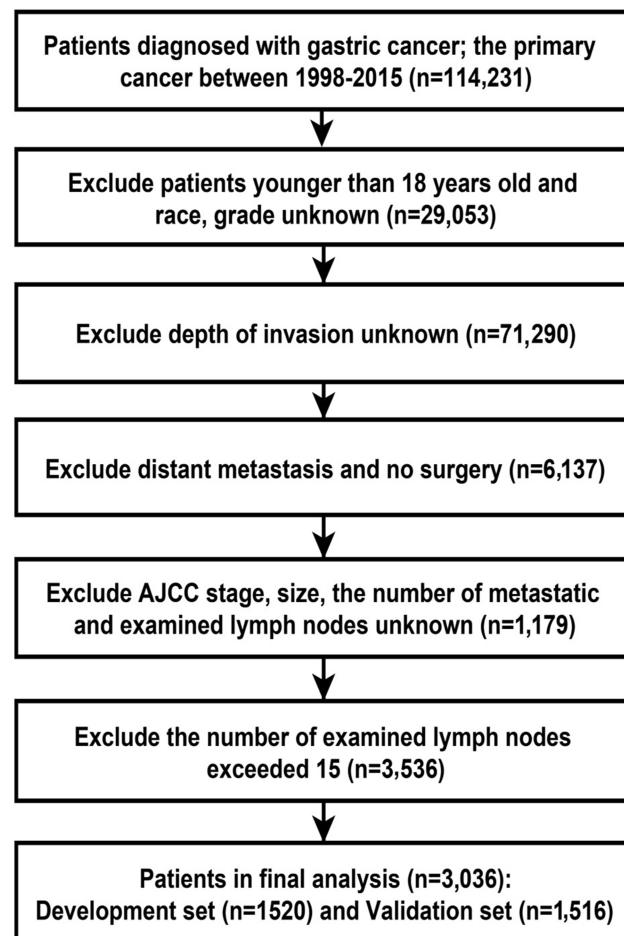 Patients diagnosed with gastric cancer; the primary
cancer between 1998-2015 (n=114,231)
Exclude patients younger than 18 years old and
race, grade unknown (n=29,053)
Exclude depth of invasion unknown (n=71,290)
Exclude distant metastasis and no surgery (n=6,137)
Exclude AJCC stage, size, the number of metastatic
and examined lymph nodes unknown (n=1,179)
Exclude the number of examined lymph nodes
exceeded 15 (n=3,536)
Patients in final analysis (n=3,036):
Development set (n=1520) and Validation set (n=1,516)